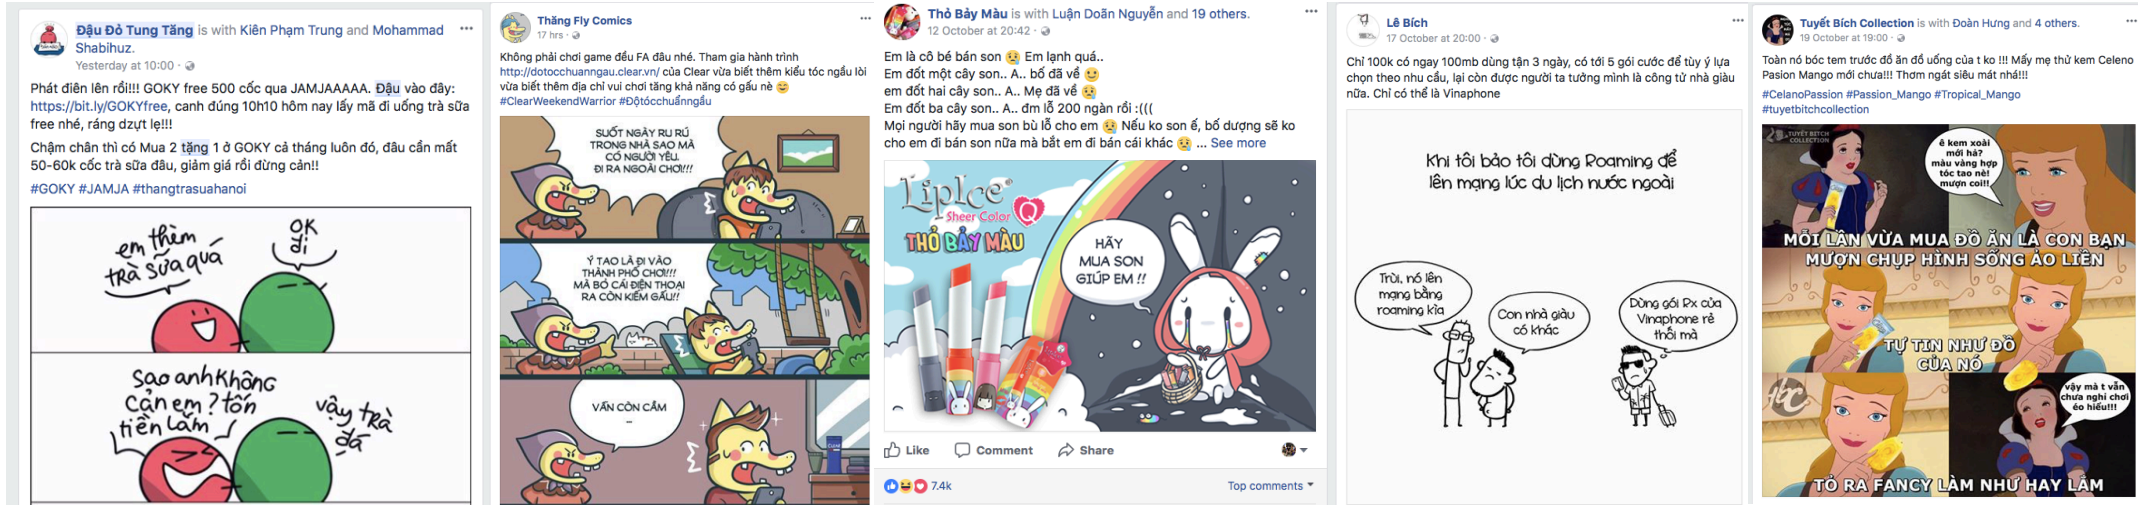 Đậu Đỏ Tung Tăng is with Kiên Phạm Trung and Mohammad
Shabihuz.
Yesterday at 10:00
Phát điên lên rồi!!! GOKY free 500 cốc qua JAMJAAAAA. Đậu vào đây:
https://bit.ly/GOKYfree, canh đúng 10h10 hôm nay lấy mã đi uống trà sữa
free nhé, ráng dzựt lẹ!!!
Chậm chân thì có Mua 2 tặng 1 ở GOKY cả tháng luôn đó, đâu cần mất
50-60k cốc trà sữa đâu, giảm giá rồi đừng cản!!
#GOKY #JAMJA #thangtrasuahanoi
em thèm
trà sữa quá
OK
đi
Sao anh không
cản em? tốn
tiền lắm
vậy trà
đá
Thăng Fly Comics
17 hrs
Không phải chơi game đều FA đâu nhé. Tham gia hành trình
http://dotocchuanngau.clear.vn/ của Clear vừa biết thêm kiểu tóc ngầu lòi
vừa biết thêm địa chỉ vui chơi tăng khả năng có gấu nè 😉
#ClearWeekendWarrior #Độtócchuẩnngầu
SUỐT NGÀY RU RÚ
TRONG NHÀ SAO MÀ
CÓ NGƯỜI YÊU.
ĐI RA NGOÀI CHƠI!!!
Ý TAO LÀ ĐI VÀO
THÀNH PHỐ CHƠI!!!
MÀ BỎ CÁI ĐIỆN THOẠI
RA CÒN KIẾM GẤU!!
VẪN CÒN CẦM
...
CLEAR
Thỏ Bảy Màu is with Luận Doãn Nguyễn and 19 others.
12 October at 20:42
Em là cô bé bán son 😢 Em lạnh quá..
Em đốt một cây son.. A.. bố đã về 🙂
em đốt hai cây son.. A.. Mẹ đã về 😢
Em đốt ba cây son.. A.. đm lỗ 200 ngàn rồi :(((
Mọi người hãy mua son bù lỗ cho em 😢 Nếu ko son ế, bố dượng sẽ ko
cho em đi bán son nữa mà bắt em đi bán cái khác 😢 ... See more
LipIce
Sheer Color Q
THỎ BẢY MÀU
HÃY
MUA SON
GIÚP EM !!
Like Comment Share
7.4k Top comments
Lê Bích
17 October at 20:00
Chỉ 100k có ngay 100mb dùng tận 3 ngày, có tới 5 gói cước để tùy ý lựa
chọn theo nhu cầu, lại còn được người ta tưởng mình là công tử nhà giàu
nữa. Chỉ có thể là Vinaphone
Khi tôi bảo tôi dùng Roaming để
lên mạng lúc du lịch nước ngoài
Trùi, nó lên
mạng bằng
roaming kìa
Con nhà giàu
có khác
Dùng gói Rx của
Vinaphone rẻ
thối mà
Tuyết Bích Collection is with Đoàn Hưng and 4 others.
19 October at 19:00
Toàn nó bóc tem trước đồ ăn đồ uống của t ko !!! Mấy mẹ thử kem Celeno
Pasion Mango mới chưa!!! Thơm ngát siêu mát nhá!!!
#CelanoPassion #Passion_Mango #Tropical_Mango
#tuyetbitchcollection
TUYẾT BITCH
COLLECTION
ê kem xoài
mới hả?
màu vàng hợp
tóc tao nè!
mượn coi!!
MỖI LẦN VỪA MUA ĐỒ ĂN LÀ CON BẠN
MƯỢN CHỤP HÌNH SỐNG ẢO LIỀN
TỰ TIN NHƯ ĐỒ
CỦA NÓ
vậy mà t vẫn
chưa nghỉ chơi
éo hiểu!!!
TỎ RA FANCY LÀM NHƯ HAY LẮM